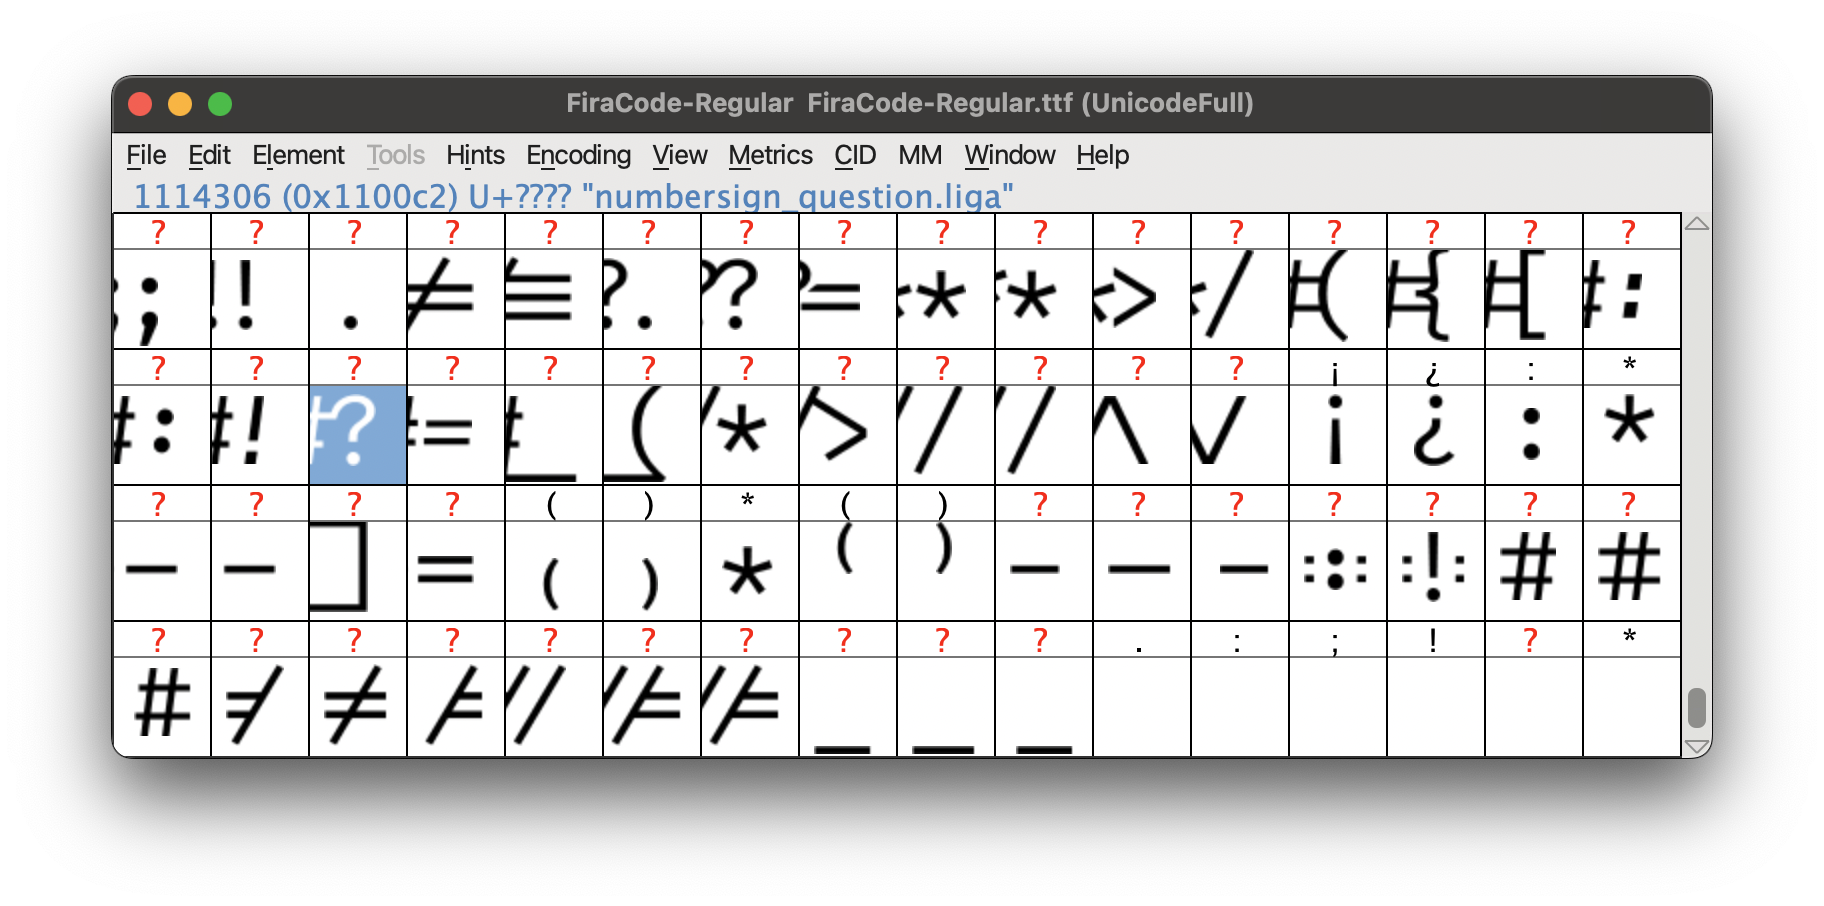 FiraCode-Regular  FiraCode-Regular.ttf (UnicodeFull)
File Edit Element Tools Hints Encoding View Metrics CID MM Window Help
1114306 (0x1100c2) U+???? "numbersign_question.liga"
? ? ? ? ? ? ? ? ? ? ? ? ? ? ? ?
; ; ! ! . ≠ ≡ ?. ?? ?= ** * *> */ #( #{ #[ #:
? ? ? ? ? ? ? ? ? ? ? ? ¡ ¿ : *
#: #! #? #= #_ _( /* /> // // /\ \/ ¡ ¿ : *
? ? ? ? ( ) * ( ) ? ? ? ? ? ? ?
- - ] = ( ) * ( ) - - - :: :!: # #
? ? ? ? ? ? ? ? ? ? . : ; ! ? *
# ≠ ≠ ≠ // /≠ /≠ _ _ _